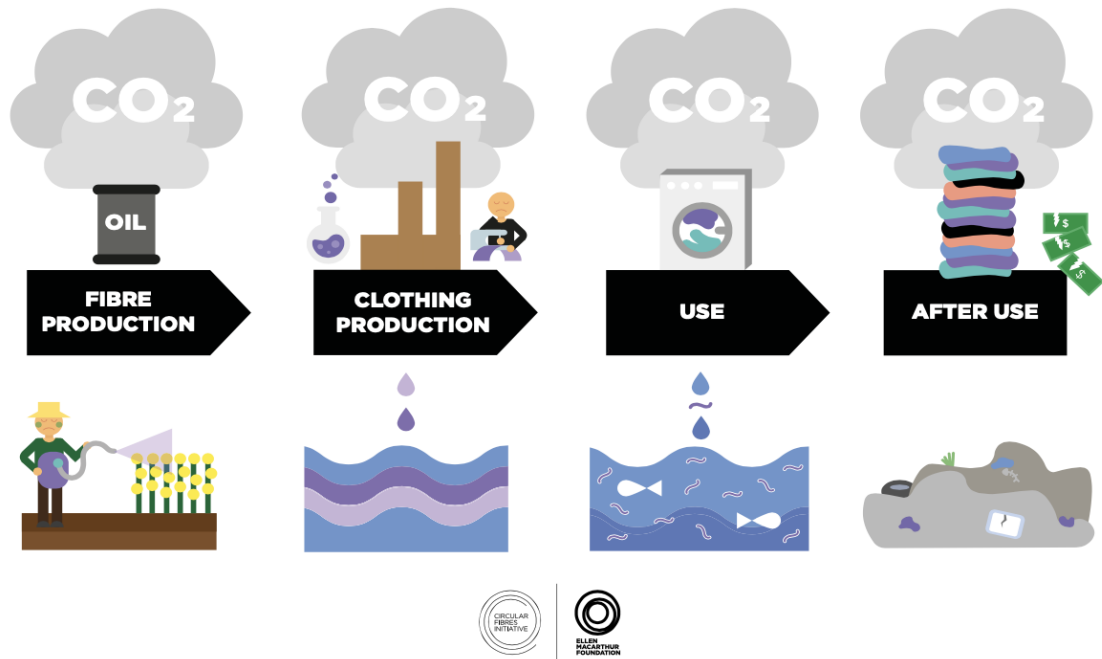 CO2
CO2
CO2
CO2
OIL
FIBRE
PRODUCTION
CLOTHING
PRODUCTION
USE
AFTER USE
$
$
$
CIRCULAR
FIBRES
INITIATIVE
ELLEN
MACARTHUR
FOUNDATION